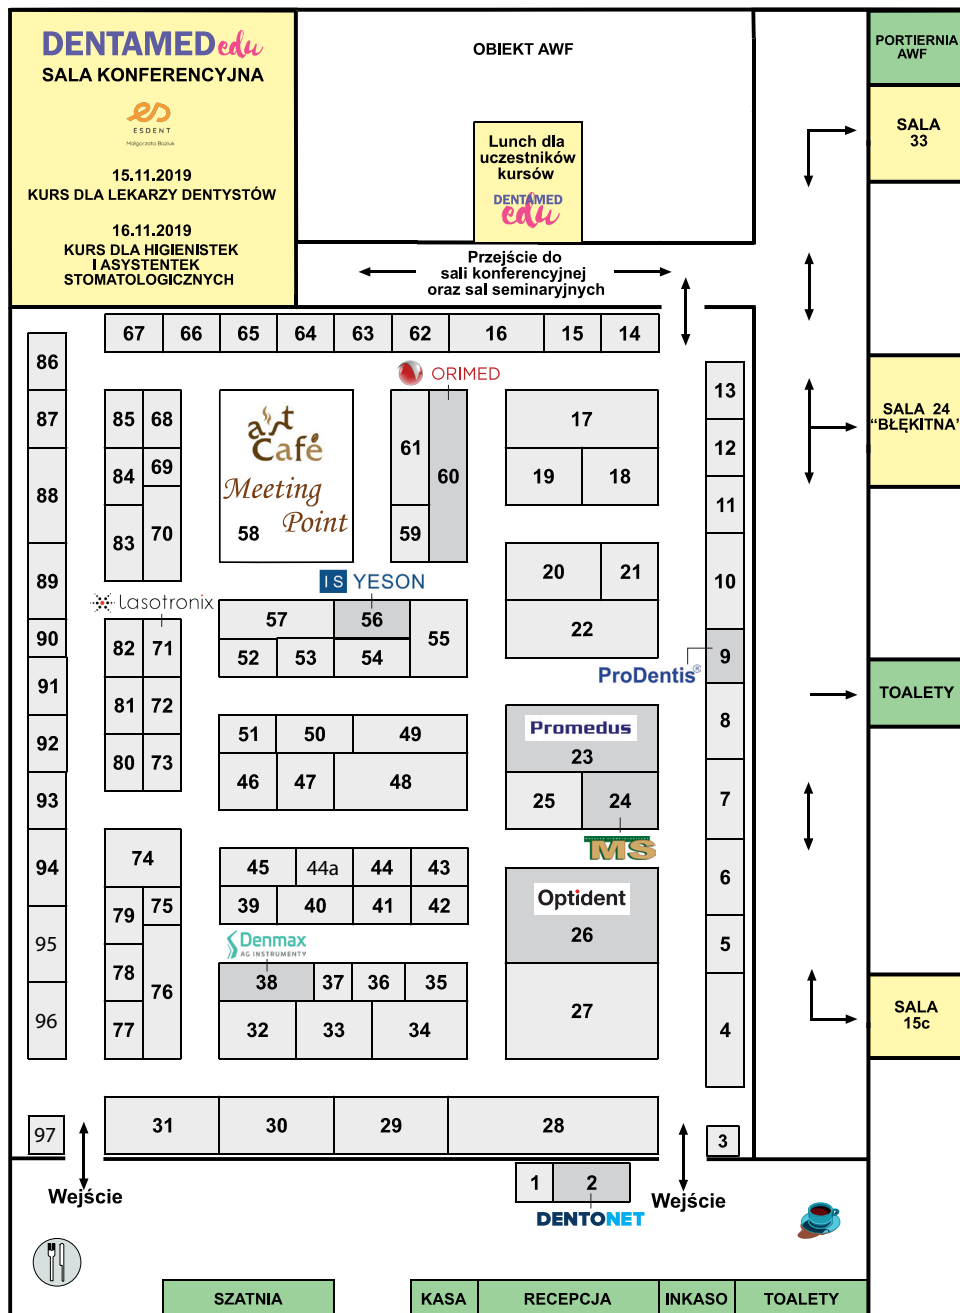 DENTAMED edu
SALA KONFERENCYJNA
ESDENT
Małgorzata Baziuk
15.11.2019
KURS DLA LEKARZY DENTYSTÓW
16.11.2019
KURS DLA HIGIENISTEK
I ASYSTENTEK
STOMATOLOGICZNYCH
OBIEKT AWF
Lunch dla
uczestników
kursów
DENTAMED
edu
Przejście do
sali konferencyjnej
oraz sal seminaryjnych
PORTIERNIA
AWF
SALA
33
SALA 24
"BŁĘKITNA"
TOALETY
SALA
15c
67 66 65 64 63 62 16 15 14
86
87
88
89
90
91
92
93
94
95
96
97
85 68
84 69
83 70
art
Café
Meeting
Point
58
ORIMED
61
60
59
17
19 18
20 21
22
13
12
11
10
9
8
7
6
5
4
3
ProDentis®
Lasotronix
82 71
81 72
80 73
IS YESON
57 56 55
52 53 54
51 50 49
46 47 48
Promedus
23
25 24
MS
74
79 75
78 76
77
45 44a 44 43
39 40 41 42
Denmax
AG INSTRUMENTY
38 37 36 35
32 33 34
Optident
26
27
31 30 29 28
Wejście
1 2
DENTONET
Wejście
SZATNIA
KASA
RECEPCJA
INKASO
TOALETY